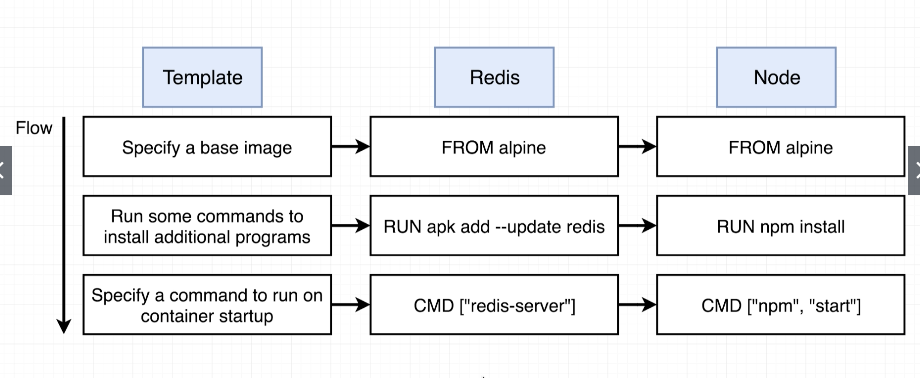 Template
Redis
Node
Flow
Specify a base image
FROM alpine
FROM alpine
Run some commands to
install additional programs
RUN apk add --update redis
RUN npm install
Specify a command to run on
container startup
CMD ["redis-server"]
CMD ["npm", "start"]